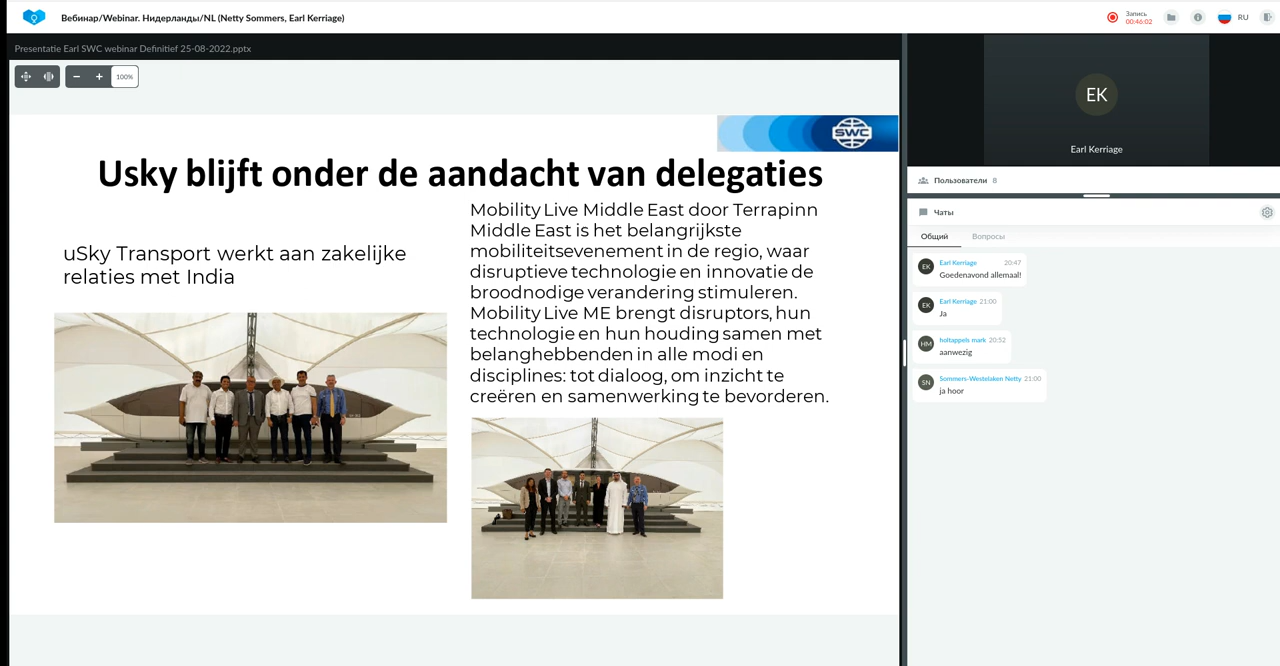 Вебинар/Webinar. Нидерланды/NL (Netty Sommers, Earl Kerriage)
Запись
00:46:02
RU
Presentatie Earl SWC webinar Definitief 25-08-2022.pptx
100%
SWC
Usky blijft onder de aandacht van delegaties
uSky Transport werkt aan zakelijke
relaties met India
Mobility Live Middle East door Terrapinn
Middle East is het belangrijkste
mobiliteitsevenement in de regio, waar
disruptieve technologie en innovatie de
broodnodige verandering stimuleren.
Mobility Live ME brengt disruptors, hun
technologie en hun houding samen met
belanghebbenden in alle modi en
disciplines: tot dialoog, om inzicht te
creëren en samenwerking te bevorderen.
EK
Earl Kerriage
Пользователи 8
Чаты
Общий Вопросы
EK Earl Kerriage 20:47
Goedenavond allemaal!
EK Earl Kerriage 21:00
Ja
HM holtappels mark 20:52
aanwezig
SN Sommers-Westelaken Netty 21:00
ja hoor